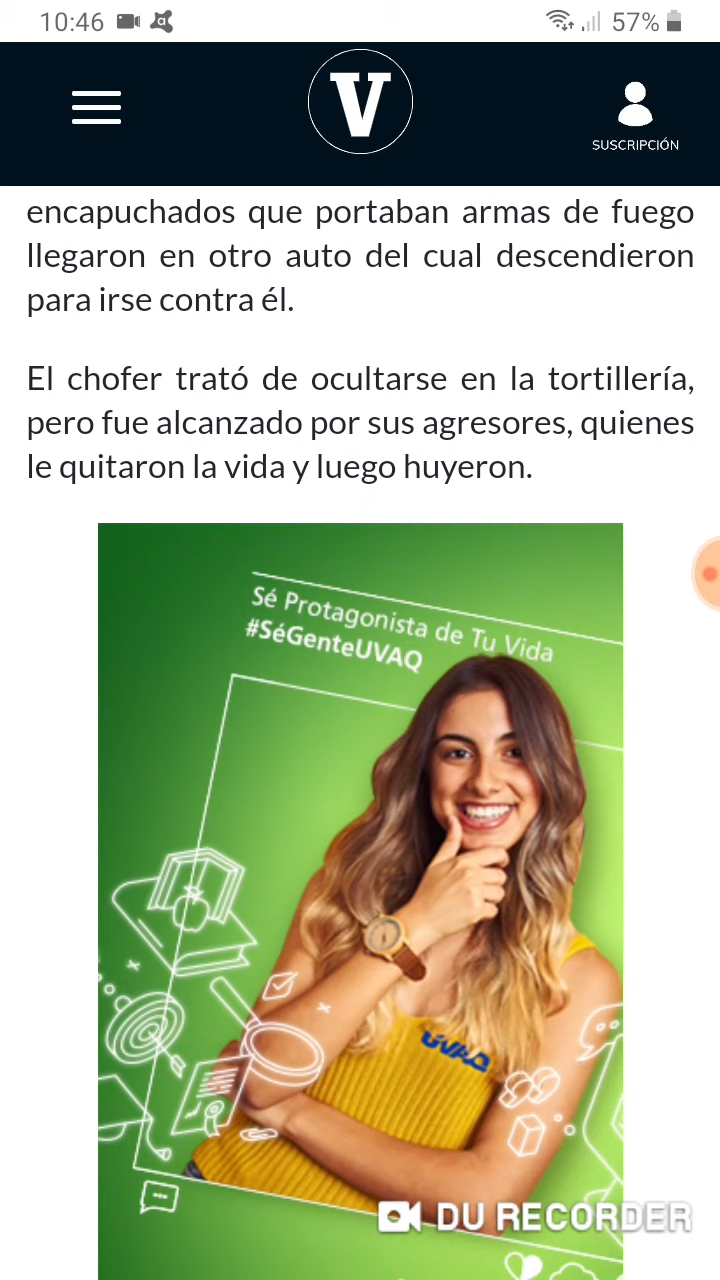 10:46
57%
V
SUSCRIPCIÓN
encapuchados que portaban armas de fuego
llegaron en otro auto del cual descendieron
para irse contra él.
El chofer trató de ocultarse en la tortillería,
pero fue alcanzado por sus agresores, quienes
le quitaron la vida y luego huyeron.
Sé Protagonista de Tu Vida
#SéGenteUVAQ
UVAQ
DU RECORDER